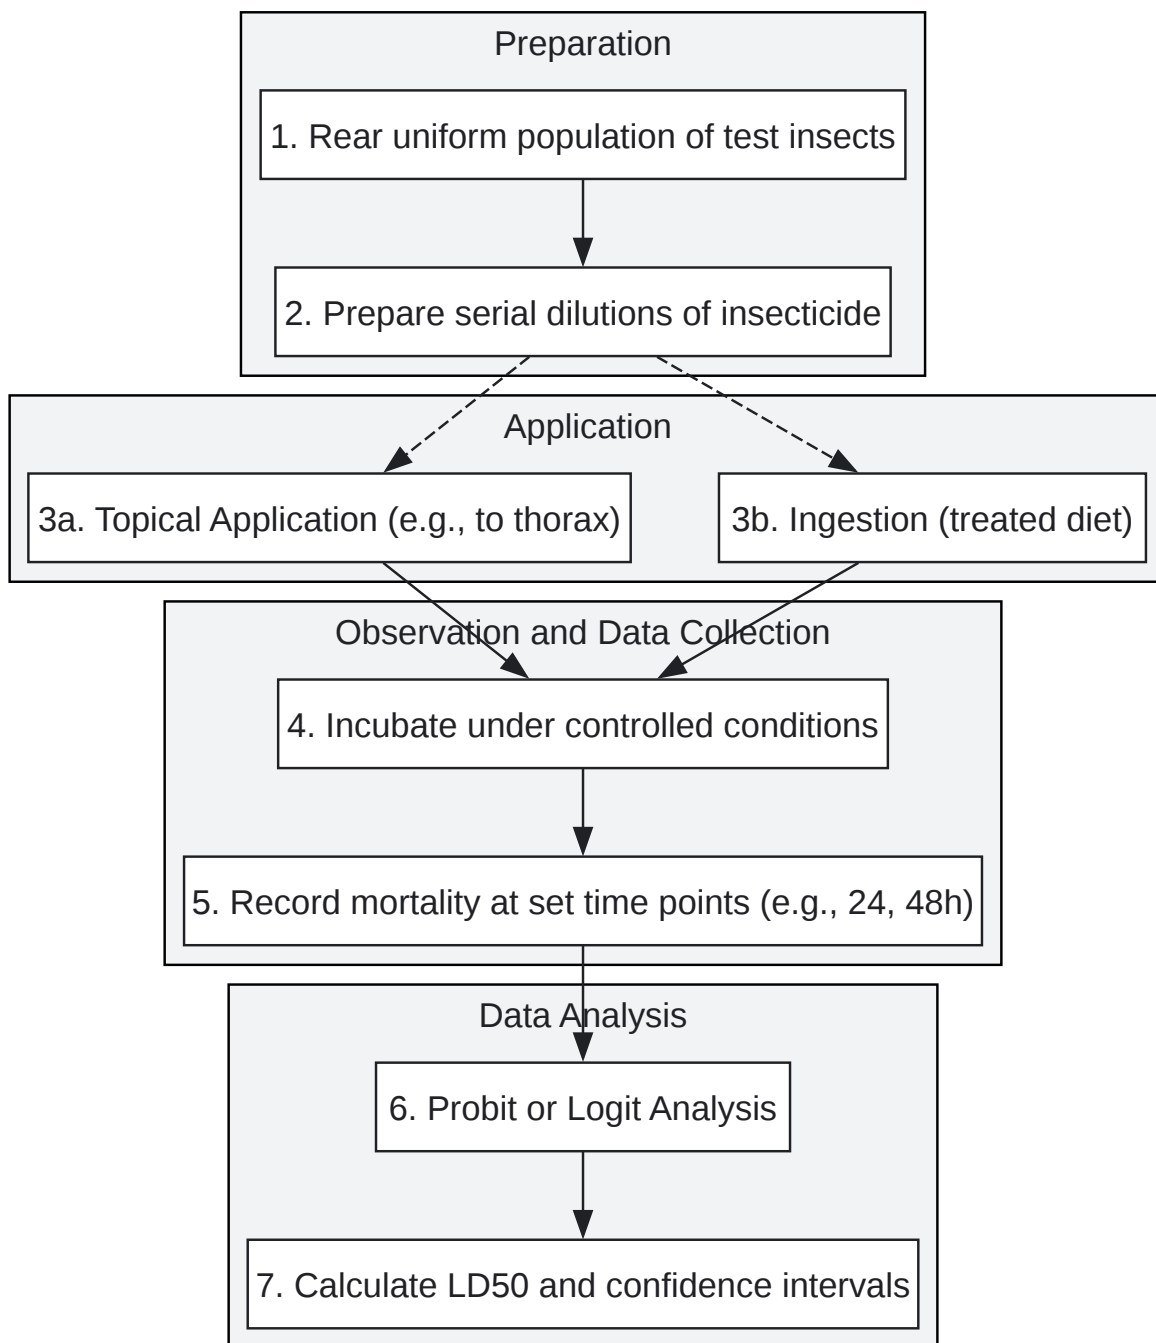 Preparation
1. Rear uniform population of test insects
2. Prepare serial dilutions of insecticide
Application
3a. Topical Application (e.g., to thorax)
3b. Ingestion (treated diet)
Observation and Data Collection
4. Incubate under controlled conditions
5. Record mortality at set time points (e.g., 24, 48h)
Data Analysis
6. Probit or Logit Analysis
7. Calculate LD50 and confidence intervals